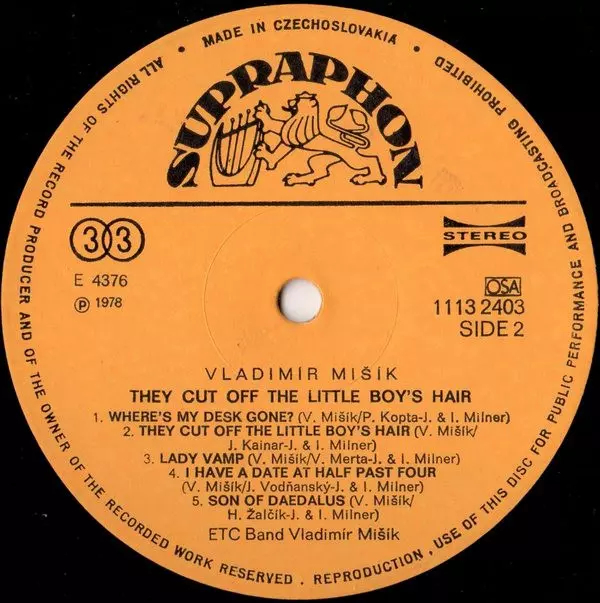 ALL RIGHTS OF THE RECORD PRODUCER AND OF THE OWNER OF THE RECORDED WORK RESERVED . REPRODUCTION , USE OF THIS DISC FOR PUBLIC PERFORMANCE AND BROADCASTING PROHIBITED
• MADE IN CZECHOSLOVAKIA •
SUPRAPHON
33
STEREO
E 4376
Ⓟ 1978
OSA
1113 2403
SIDE 2
VLADIMÍR MIŠÍK
THEY CUT OFF THE LITTLE BOY'S HAIR
1. WHERE'S MY DESK GONE? (V. Mišík/P. Kopta-J. & I. Milner)
2. THEY CUT OFF THE LITTLE BOY'S HAIR (V. Mišík/
J. Kainar-J. & I. Milner)
3. LADY VAMP (V. Mišík/V. Merta-J. & I. Milner)
4. I HAVE A DATE AT HALF PAST FOUR
(V. Mišík/J. Vodňanský-J. & I. Milner)
5. SON OF DAEDALUS (V. Mišík/
H. Žalčík-J. & I. Milner)
ETC Band Vladimír Mišík